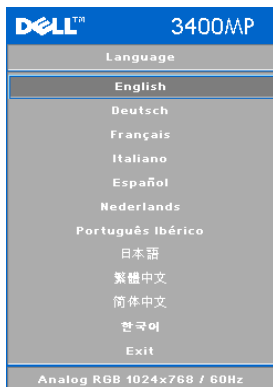 DELL™ 3400MP
Language
English
Deutsch
Français
Italiano
Español
Nederlands
Português Ibérico
日本語
繁體中文
简体中文
한국어
Exit
Analog RGB 1024x768 / 60Hz